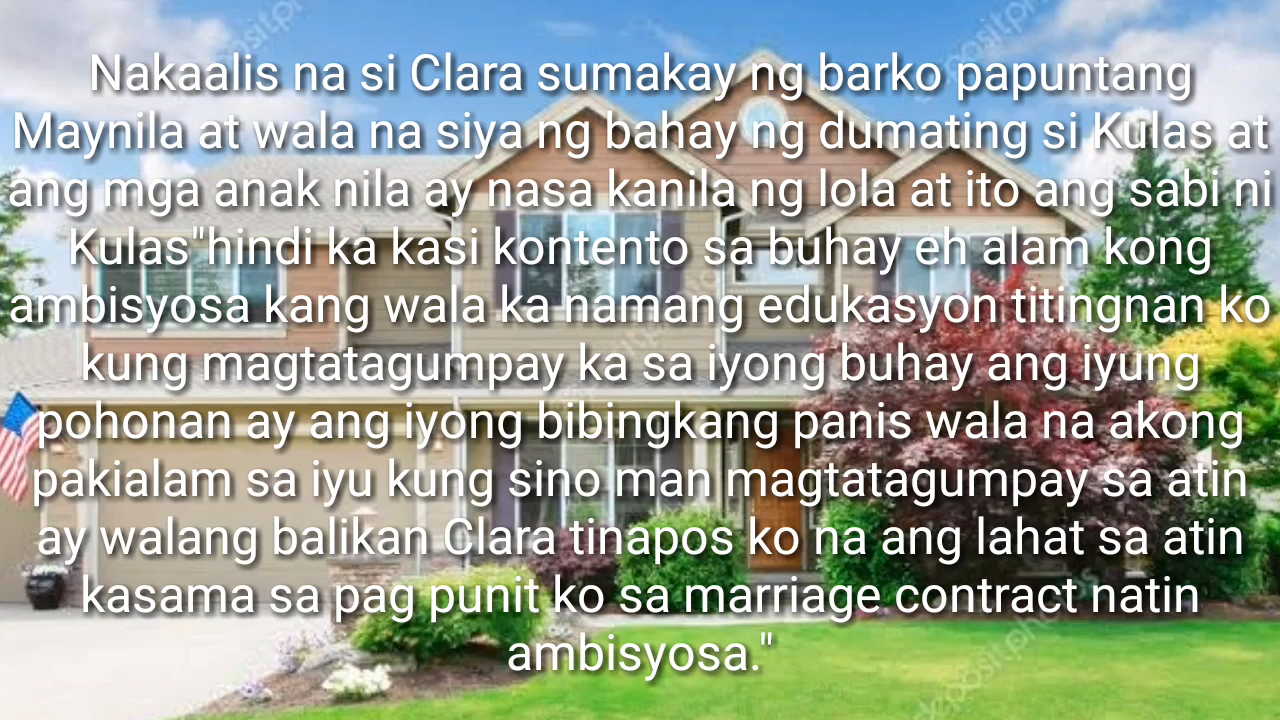 Nakaalis na si Clara sumakay ng barko papuntang
Maynila at wala na siya ng bahay ng dumating si Kulas at
ang mga anak nila ay nasa kanila ng lola at ito ang sabi ni
Kulas"hindi ka kasi kontento sa buhay eh alam kong
ambisyosa kang wala ka namang edukasyon titingnan ko
kung magtatagumpay ka sa iyong buhay ang iyung
pohonan ay ang iyong bibingkang panis wala na akong
pakialam sa iyu kung sino man magtatagumpay sa atin
ay walang balikan Clara tinapos ko na ang lahat sa atin
kasama sa pag punit ko sa marriage contract natin
ambisyosa."